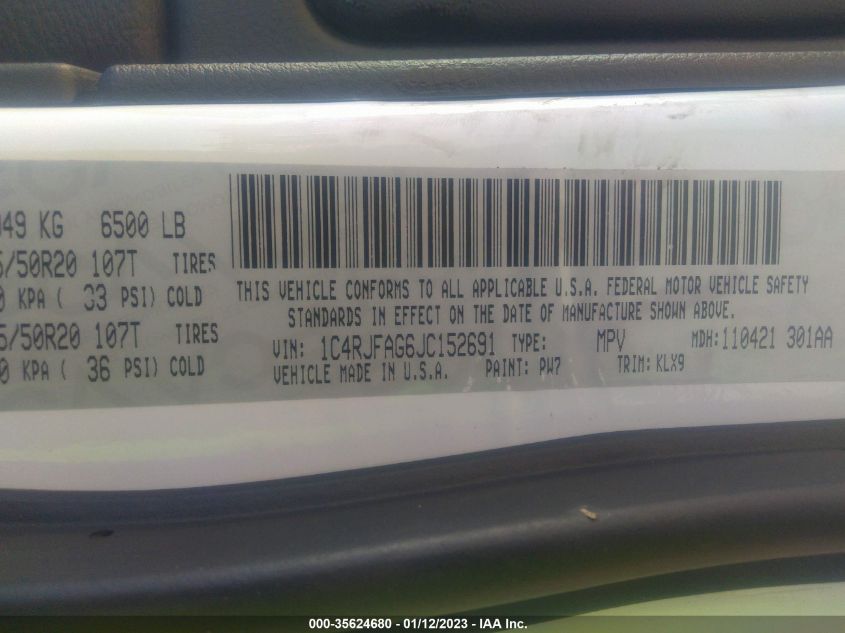 049 KG 6500 LB
5/50R20 107T TIRES
0 KPA ( 33 PSI) COLD
5/50R20 107T TIRES
0 KPA ( 36 PSI) COLD
THIS VEHICLE CONFORMS TO ALL APPLICABLE U.S.A. FEDERAL MOTOR VEHICLE SAFETY
STANDARDS IN EFFECT ON THE DATE OF MANUFACTURE SHOWN ABOVE.
VIN: 1C4RJFAG6JC152691 TYPE: MPV MDH: 110421 301AA
VEHICLE MADE IN U.S.A. PAINT: PW7 TRIM: KLX9
000-35624680 - 01/12/2023 - IAA Inc.